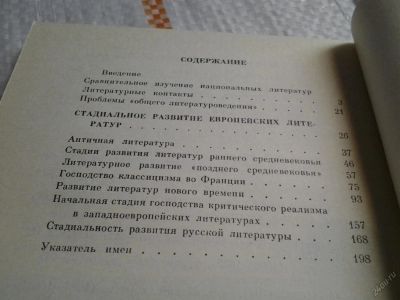 СОДЕРЖАНИЕ
Введение
Сравнительное изучение национальных литератур
Литературные контакты 3
Проблемы «общего литературоведения» 21
СТАДИАЛЬНОЕ РАЗВИТИЕ ЕВРОПЕЙСКИХ ЛИТЕ-
РАТУР 26
Античная литература 37
Стадии развития литератур раннего средневековья 46
Литературное развитие «позднего средневековья» 57
Господство классицизма во Франции 75
Развитие литератур нового времени 93
Начальная стадия господства критического реализма
в западноевропейских литературах 157
Стадиальность развития русской литературы 168
Указатель имен 198
24au.ru